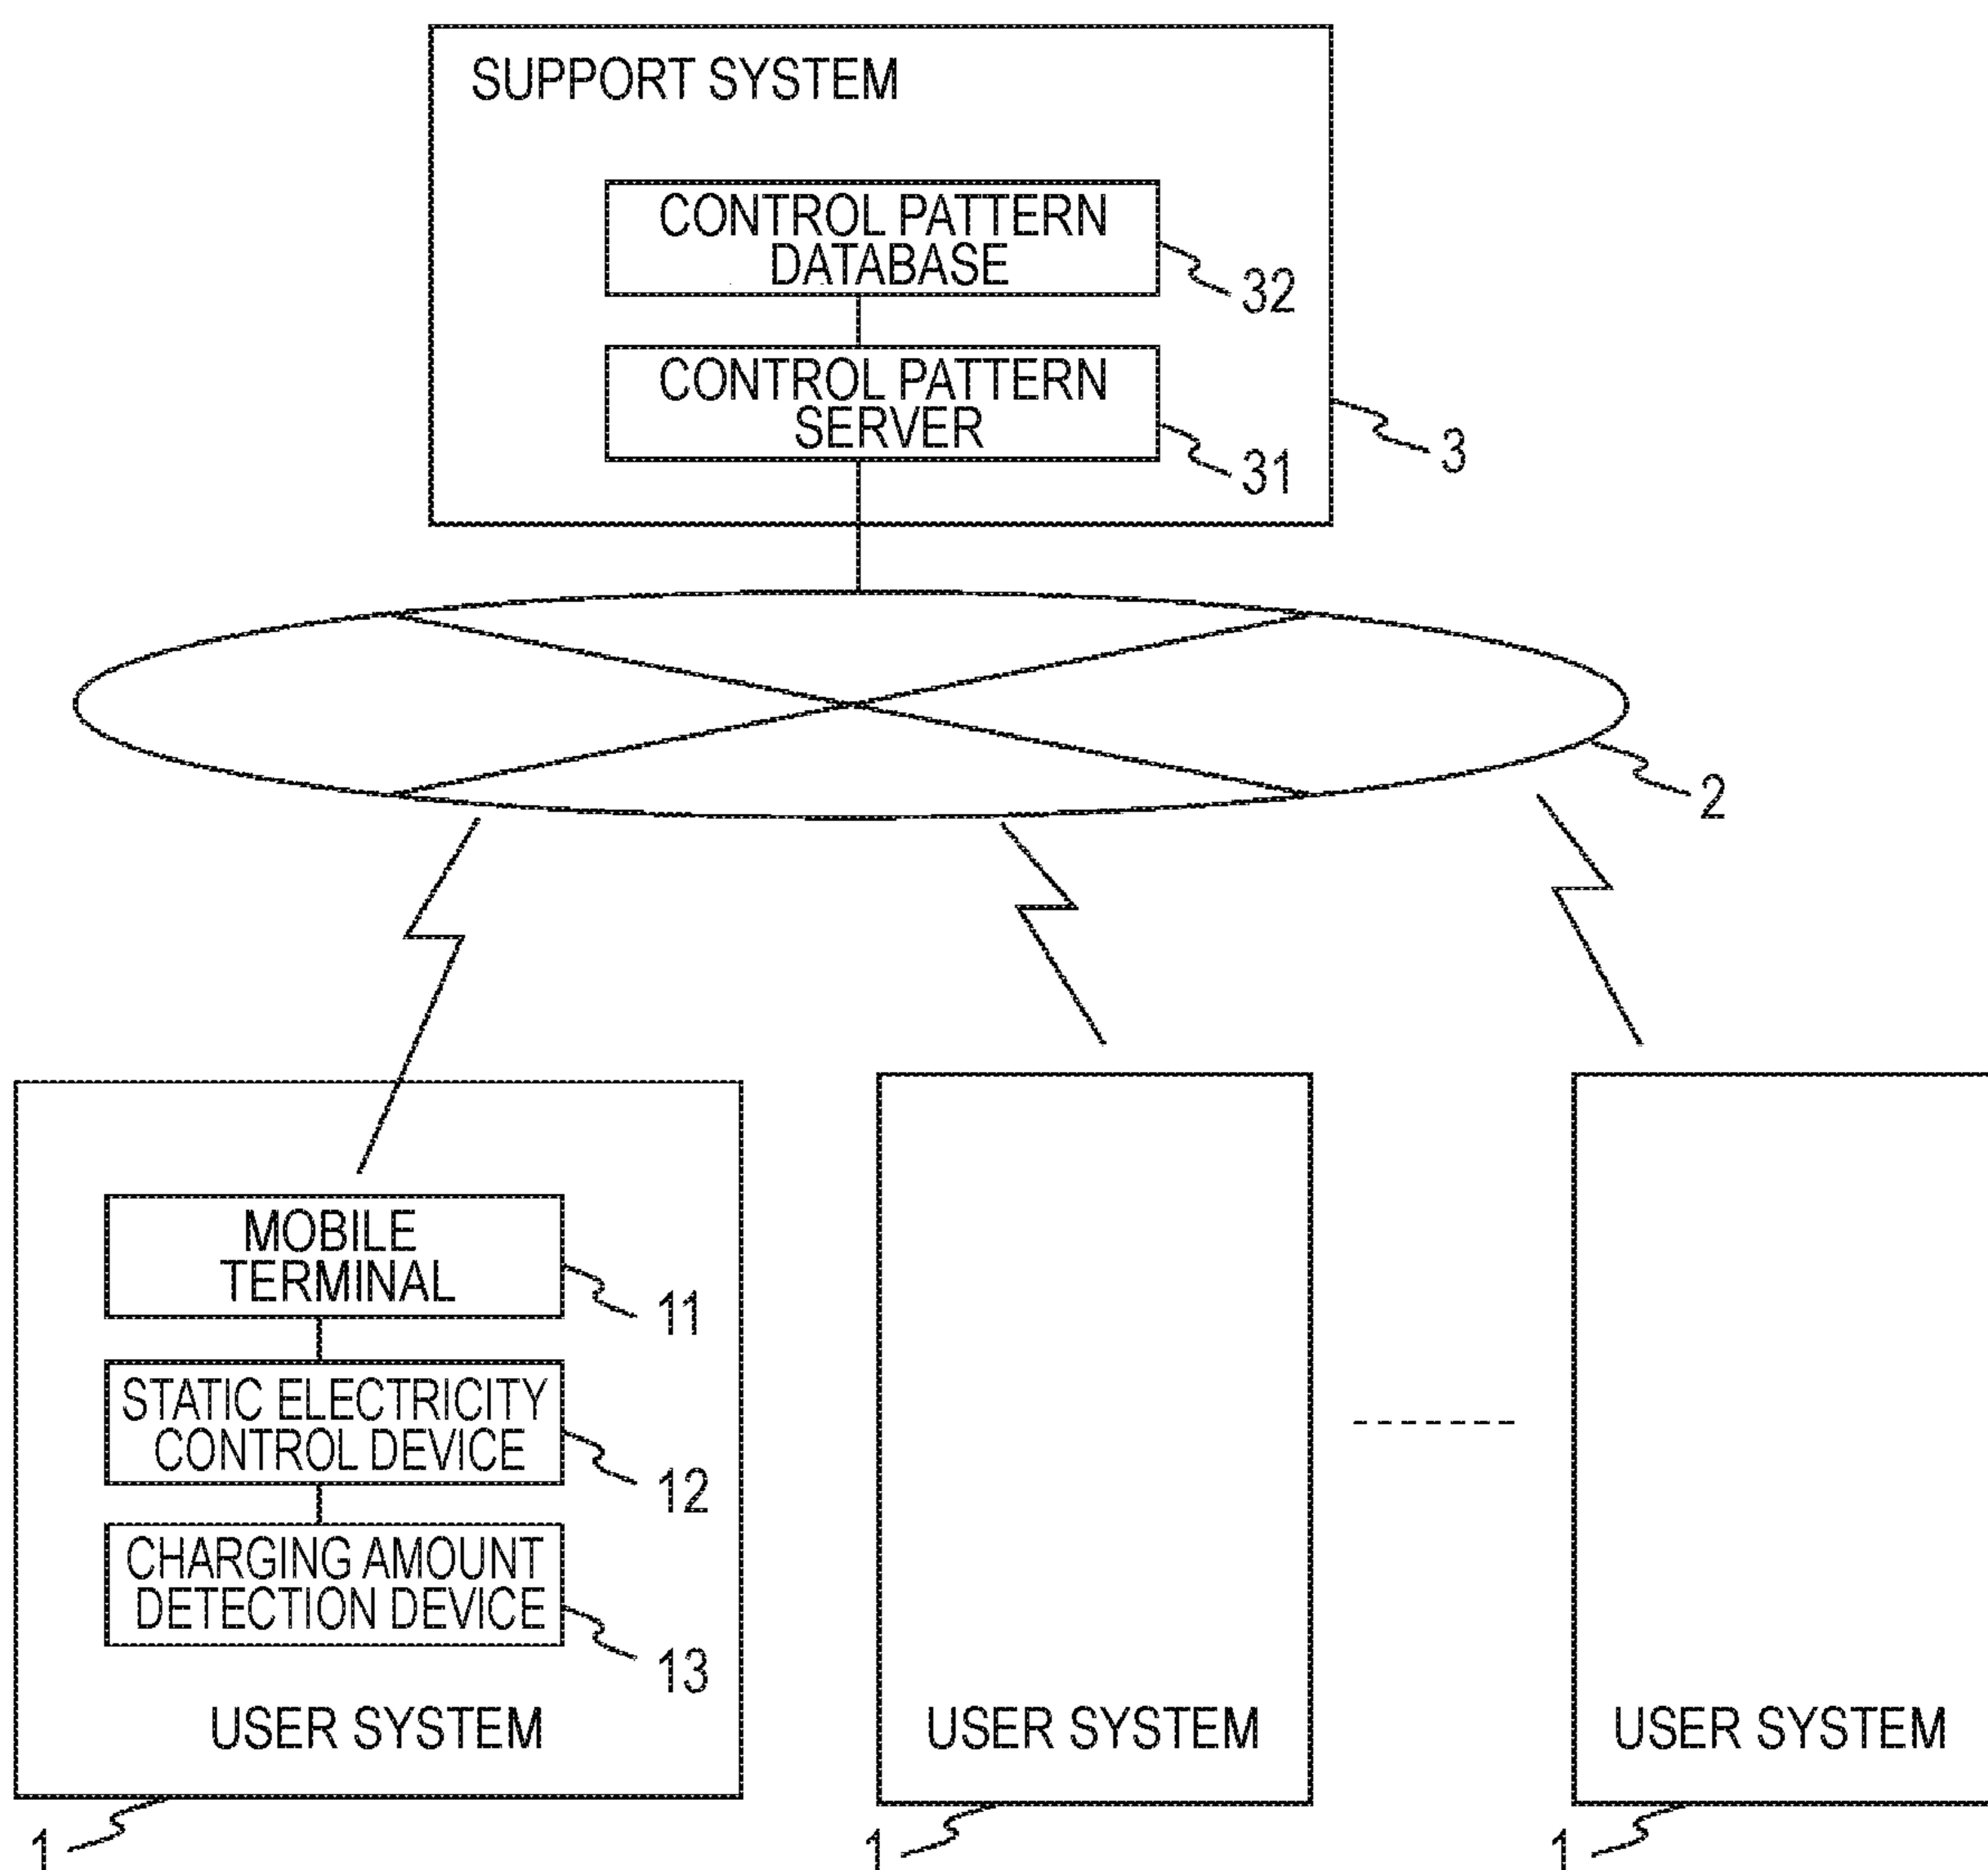 SUPPORT SYSTEM
CONTROL PATTERN
DATABASE
32
CONTROL PATTERN
SERVER
31
3
2
MOBILE
TERMINAL
11
STATIC ELECTRICITY
CONTROL DEVICE
12
CHARGING AMOUNT
DETECTION DEVICE
13
USER SYSTEM
USER SYSTEM
USER SYSTEM
1
1
1